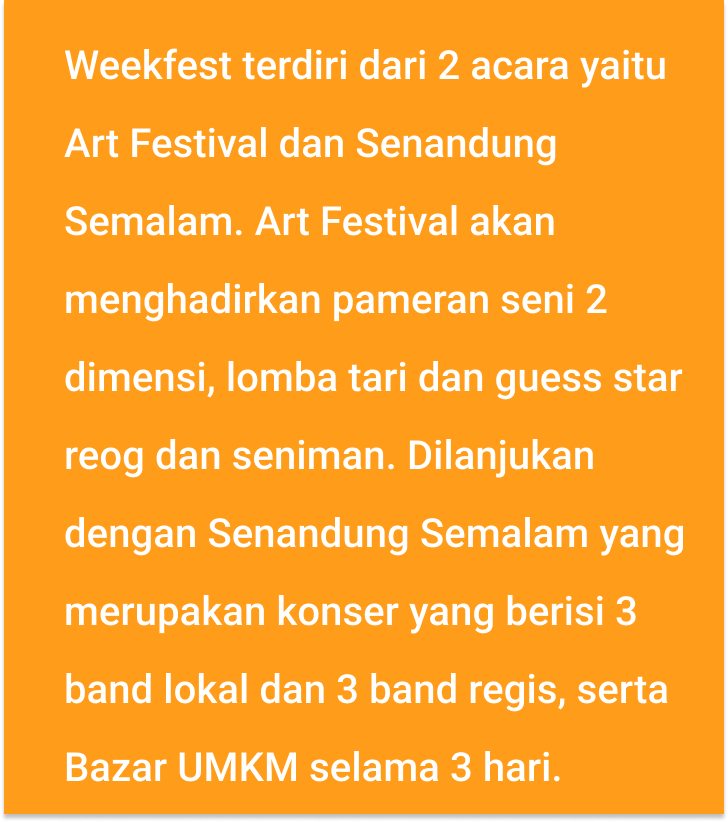 Weekfest terdiri dari 2 acara yaitu
Art Festival dan Senandung
Semalam. Art Festival akan
menghadirkan pameran seni 2
dimensi, lomba tari dan guess star
reog dan seniman. Dilanjukan
dengan Senandung Semalam yang
merupakan konser yang berisi 3
band lokal dan 3 band regis, serta
Bazar UMKM selama 3 hari.